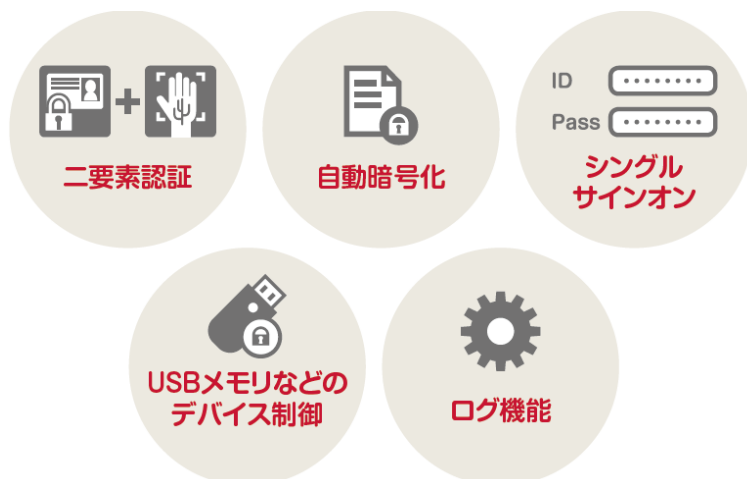 二要素認証
自動暗号化
ID
Pass
シングル
サインオン
USBメモリなどの
デバイス制御
ログ機能